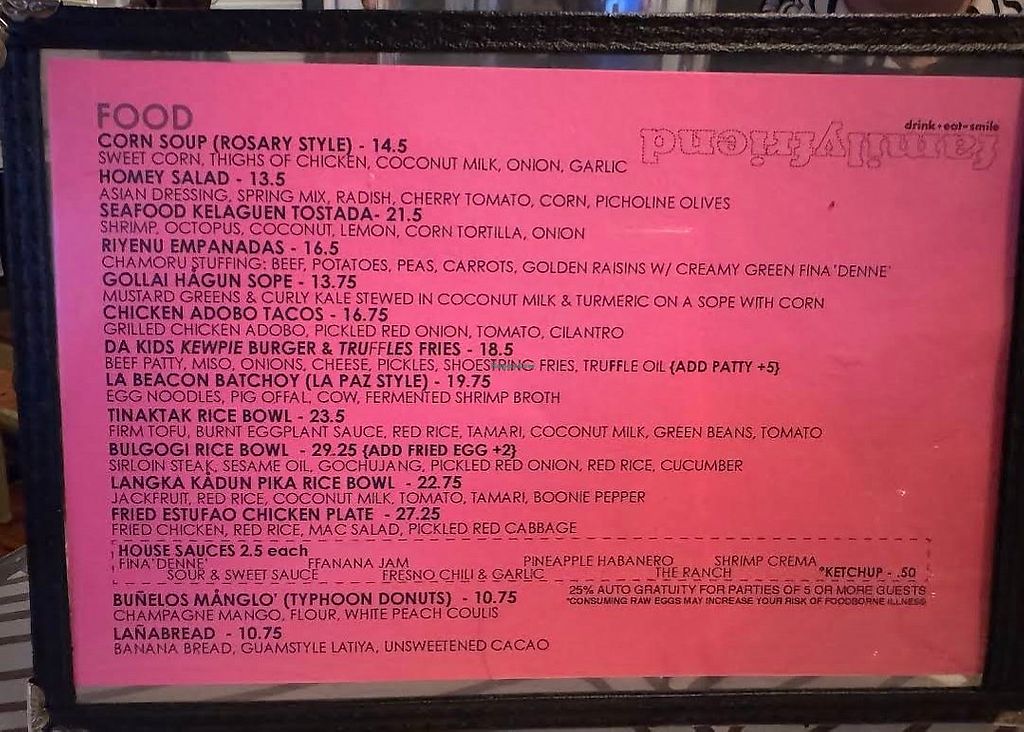 FOOD
drink • eat • smile
familyfriend
CORN SOUP (ROSARY STYLE) - 14.5
SWEET CORN, THIGHS OF CHICKEN, COCONUT MILK, ONION, GARLIC
HOMEY SALAD - 13.5
ASIAN DRESSING, SPRING MIX, RADISH, CHERRY TOMATO, CORN, PICHOLINE OLIVES
SEAFOOD KELAGUEN TOSTADA- 21.5
SHRIMP, OCTOPUS, COCONUT, LEMON, CORN TORTILLA, ONION
RIYENU EMPANADAS - 16.5
CHAMORU STUFFING: BEEF, POTATOES, PEAS, CARROTS, GOLDEN RAISINS W/ CREAMY GREEN FINA'DENNE'
GOLLAI HÅGUN SOPE - 13.75
MUSTARD GREENS & CURLY KALE STEWED IN COCONUT MILK & TURMERIC ON A SOPE WITH CORN
CHICKEN ADOBO TACOS - 16.75
GRILLED CHICKEN ADOBO, PICKLED RED ONION, TOMATO, CILANTRO
DA KIDS KEWPIE BURGER & TRUFFLES FRIES - 18.5
BEEF PATTY, MISO, ONIONS, CHEESE, PICKLES, SHOESTRING FRIES, TRUFFLE OIL {ADD PATTY +5}
LA BEACON BATCHOY (LA PAZ STYLE) - 19.75
EGG NOODLES, PIG OFFAL, COW, FERMENTED SHRIMP BROTH
TINAKTAK RICE BOWL - 23.5
FIRM TOFU, BURNT EGGPLANT SAUCE, RED RICE, TAMARI, COCONUT MILK, GREEN BEANS, TOMATO
BULGOGI RICE BOWL - 29.25 {ADD FRIED EGG +2}
SIRLOIN STEAK, SESAME OIL, GOCHUJANG, PICKLED RED ONION, RED RICE, CUCUMBER
LANGKA KÅDUN PIKA RICE BOWL - 22.75
JACKFRUIT, RED RICE, COCONUT MILK, TOMATO, TAMARI, BOONIE PEPPER
FRIED ESTUFAO CHICKEN PLATE - 27.25
FRIED CHICKEN, RED RICE, MAC SALAD, PICKLED RED CABBAGE
HOUSE SAUCES 2.5 each
FINA'DENNE' FFANANA JAM PINEAPPLE HABANERO SHRIMP CREMA
SOUR & SWEET SAUCE FRESNO CHILI & GARLIC THE RANCH *KETCHUP - .50
25% AUTO GRATUITY FOR PARTIES OF 5 OR MORE GUESTS
*CONSUMING RAW EGGS MAY INCREASE YOUR RISK OF FOODBORNE ILLNESS
BUÑELOS MÅNGLO' (TYPHOON DONUTS) - 10.75
CHAMPAGNE MANGO, FLOUR, WHITE PEACH COULIS
LAÑABREAD - 10.75
BANANA BREAD, GUAMSTYLE LATIYA, UNSWEETENED CACAO